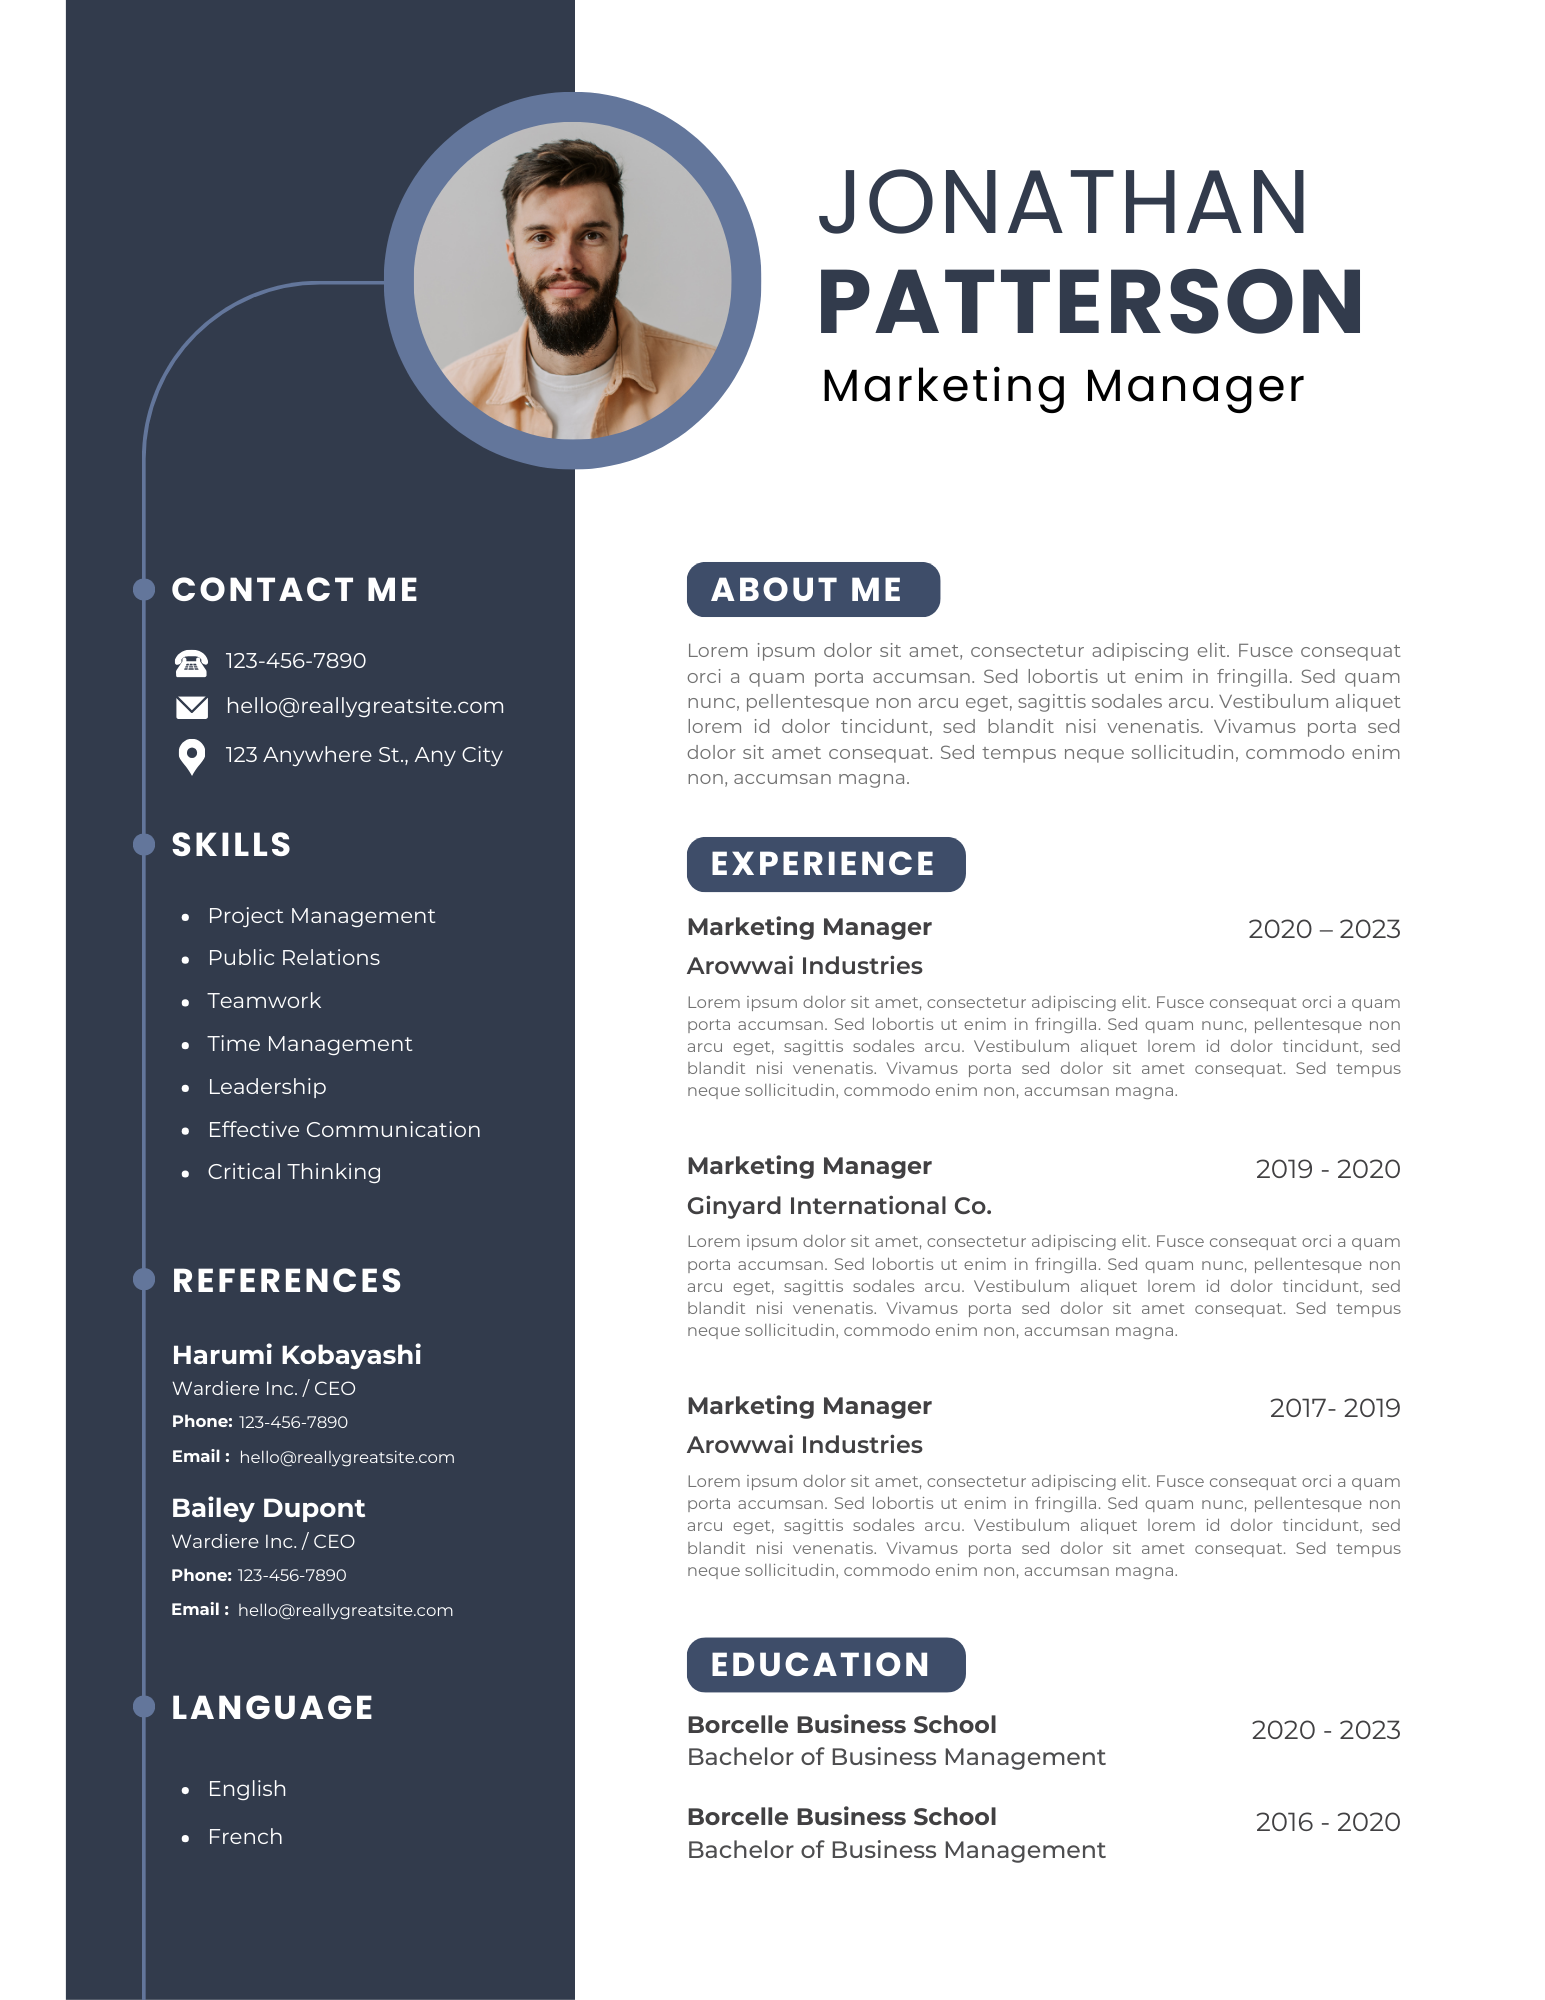 JONATHAN
PATTERSON
Marketing Manager
CONTACT ME
123-456-7890
hello@reallygreatsite.com
123 Anywhere St., Any City
SKILLS
• Project Management
• Public Relations
• Teamwork
• Time Management
• Leadership
• Effective Communication
• Critical Thinking
REFERENCES
Harumi Kobayashi
Wardiere Inc. / CEO
Phone: 123-456-7890
Email : hello@reallygreatsite.com
Bailey Dupont
Wardiere Inc. / CEO
Phone: 123-456-7890
Email : hello@reallygreatsite.com
LANGUAGE
• English
• French
ABOUT ME
Lorem ipsum dolor sit amet, consectetur adipiscing elit. Fusce consequat
orci a quam porta accumsan. Sed lobortis ut enim in fringilla. Sed quam
nunc, pellentesque non arcu eget, sagittis sodales arcu. Vestibulum aliquet
lorem id dolor tincidunt, sed blandit nisi venenatis. Vivamus porta sed
dolor sit amet consequat. Sed tempus neque sollicitudin, commodo enim
non, accumsan magna.
EXPERIENCE
Marketing Manager 2020 – 2023
Arowwai Industries
Lorem ipsum dolor sit amet, consectetur adipiscing elit. Fusce consequat orci a quam
porta accumsan. Sed lobortis ut enim in fringilla. Sed quam nunc, pellentesque non
arcu eget, sagittis sodales arcu. Vestibulum aliquet lorem id dolor tincidunt, sed
blandit nisi venenatis. Vivamus porta sed dolor sit amet consequat. Sed tempus
neque sollicitudin, commodo enim non, accumsan magna.
Marketing Manager 2019 - 2020
Ginyard International Co.
Lorem ipsum dolor sit amet, consectetur adipiscing elit. Fusce consequat orci a quam
porta accumsan. Sed lobortis ut enim in fringilla. Sed quam nunc, pellentesque non
arcu eget, sagittis sodales arcu. Vestibulum aliquet lorem id dolor tincidunt, sed
blandit nisi venenatis. Vivamus porta sed dolor sit amet consequat. Sed tempus
neque sollicitudin, commodo enim non, accumsan magna.
Marketing Manager 2017- 2019
Arowwai Industries
Lorem ipsum dolor sit amet, consectetur adipiscing elit. Fusce consequat orci a quam
porta accumsan. Sed lobortis ut enim in fringilla. Sed quam nunc, pellentesque non
arcu eget, sagittis sodales arcu. Vestibulum aliquet lorem id dolor tincidunt, sed
blandit nisi venenatis. Vivamus porta sed dolor sit amet consequat. Sed tempus
neque sollicitudin, commodo enim non, accumsan magna.
EDUCATION
Borcelle Business School 2020 - 2023
Bachelor of Business Management
Borcelle Business School 2016 - 2020
Bachelor of Business Management